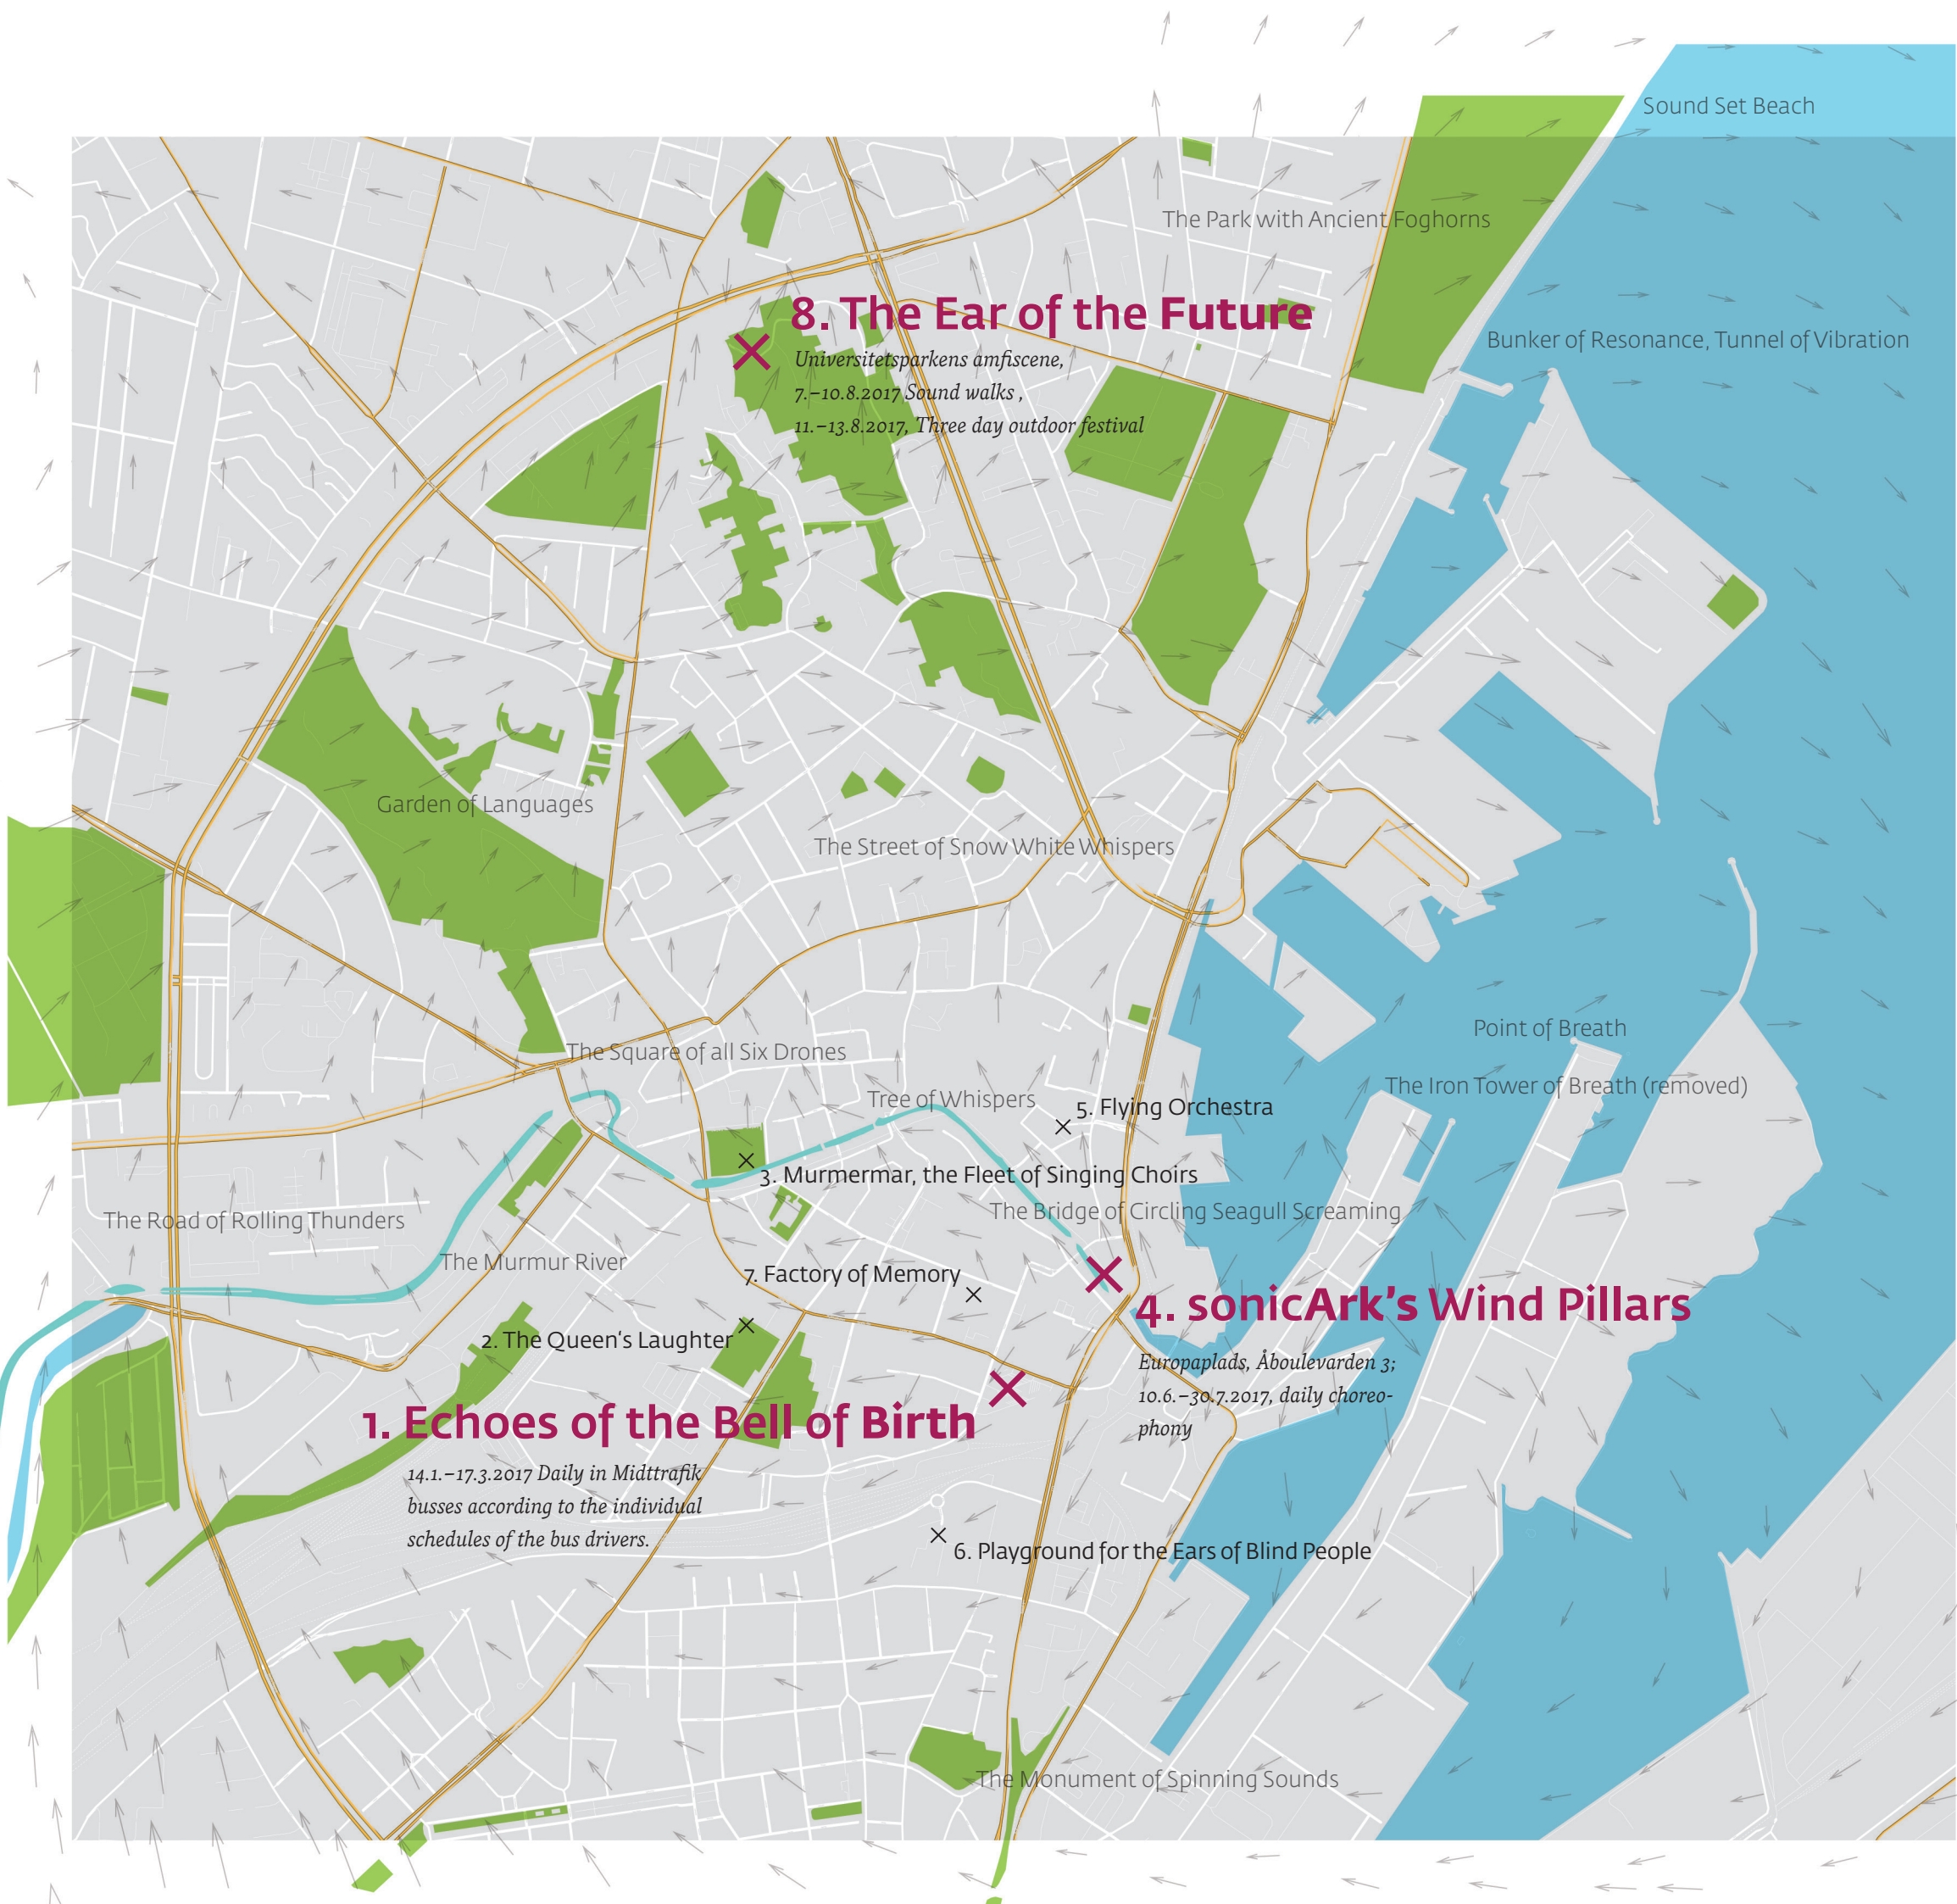 Sound Set Beach
The Park with Ancient Foghorns
8. The Ear of the Future
Universitetsparkens amfiscene,
7.–10.8.2017 Sound walks ,
11.–13.8.2017, Three day outdoor festival
Bunker of Resonance, Tunnel of Vibration
Garden of Languages
The Street of Snow White Whispers
Point of Breath
The Square of all Six Drones
The Iron Tower of Breath (removed)
Tree of Whispers
5. Flying Orchestra
3. Murmermar, the Fleet of Singing Choirs
The Bridge of Circling Seagull Screaming
The Road of Rolling Thunders
The Murmur River
7. Factory of Memory
4. sonicArk’s Wind Pillars
Europaplads, Åboulevarden 3;
10.6.–30.7.2017, daily choreo-
phony
2. The Queen‘s Laughter
1. Echoes of the Bell of Birth
14.1.–17.3.2017 Daily in Midttrafik
busses according to the individual
schedules of the bus drivers.
6. Playground for the Ears of Blind People
The Monument of Spinning Sounds